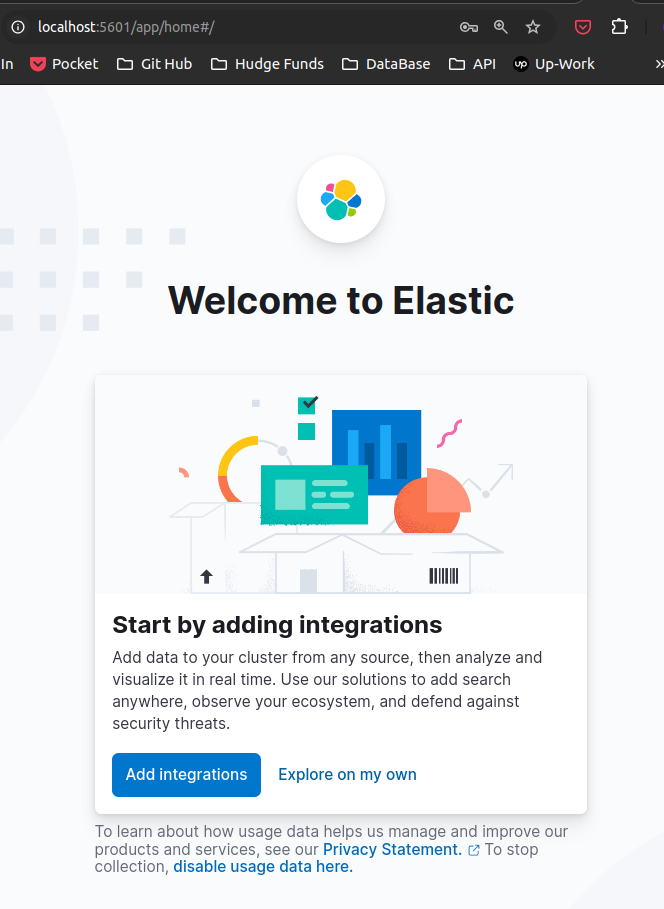 localhost:5601/app/home#/
In Pocket Git Hub Hudge Funds DataBase API up Up-Work
Welcome to Elastic
Start by adding integrations
Add data to your cluster from any source, then analyze and
visualize it in real time. Use our solutions to add search
anywhere, observe your ecosystem, and defend against
security threats.
Add integrations Explore on my own
To learn about how usage data helps us manage and improve our
products and services, see our Privacy Statement. To stop
collection, disable usage data here.